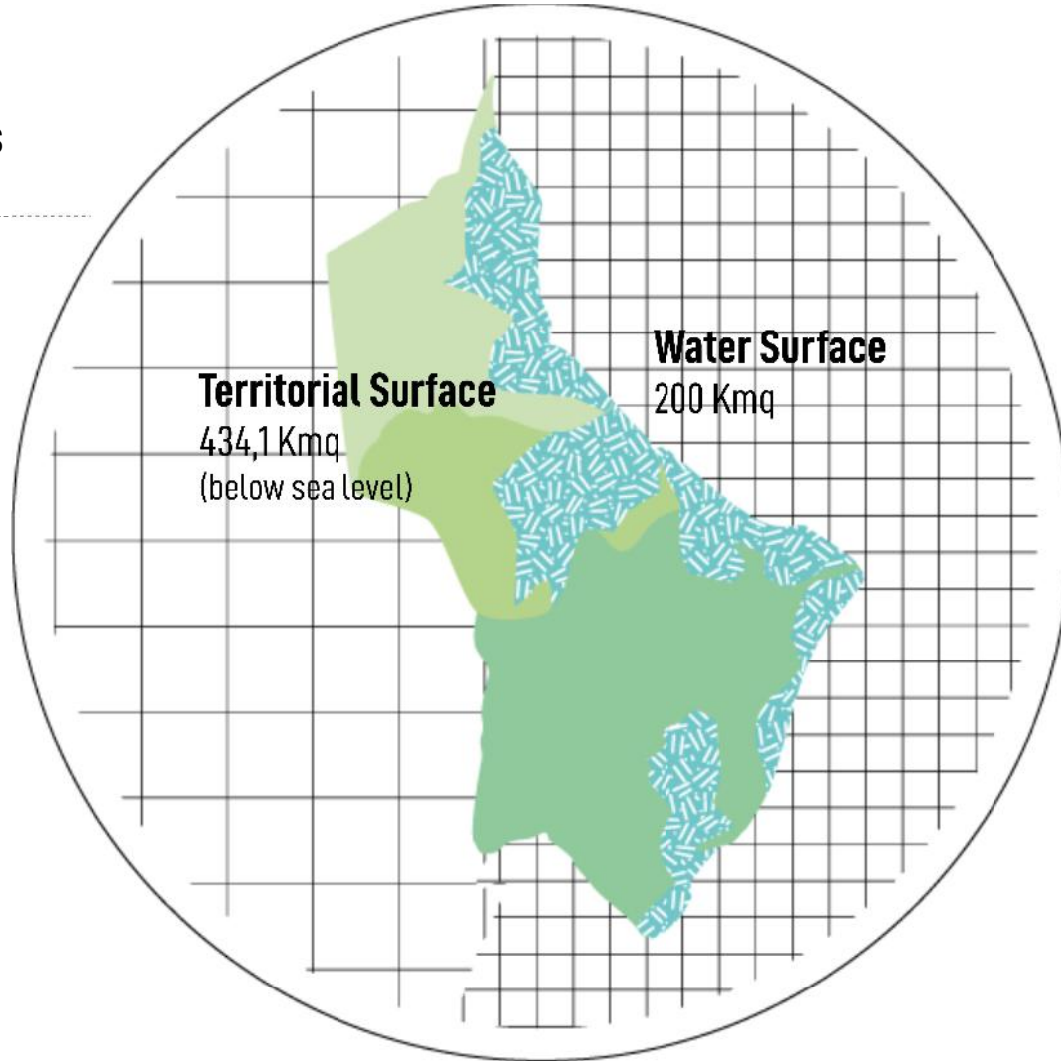 Territorial Surface
434,1 Kmq
(below sea level)
Water Surface
200 Kmq